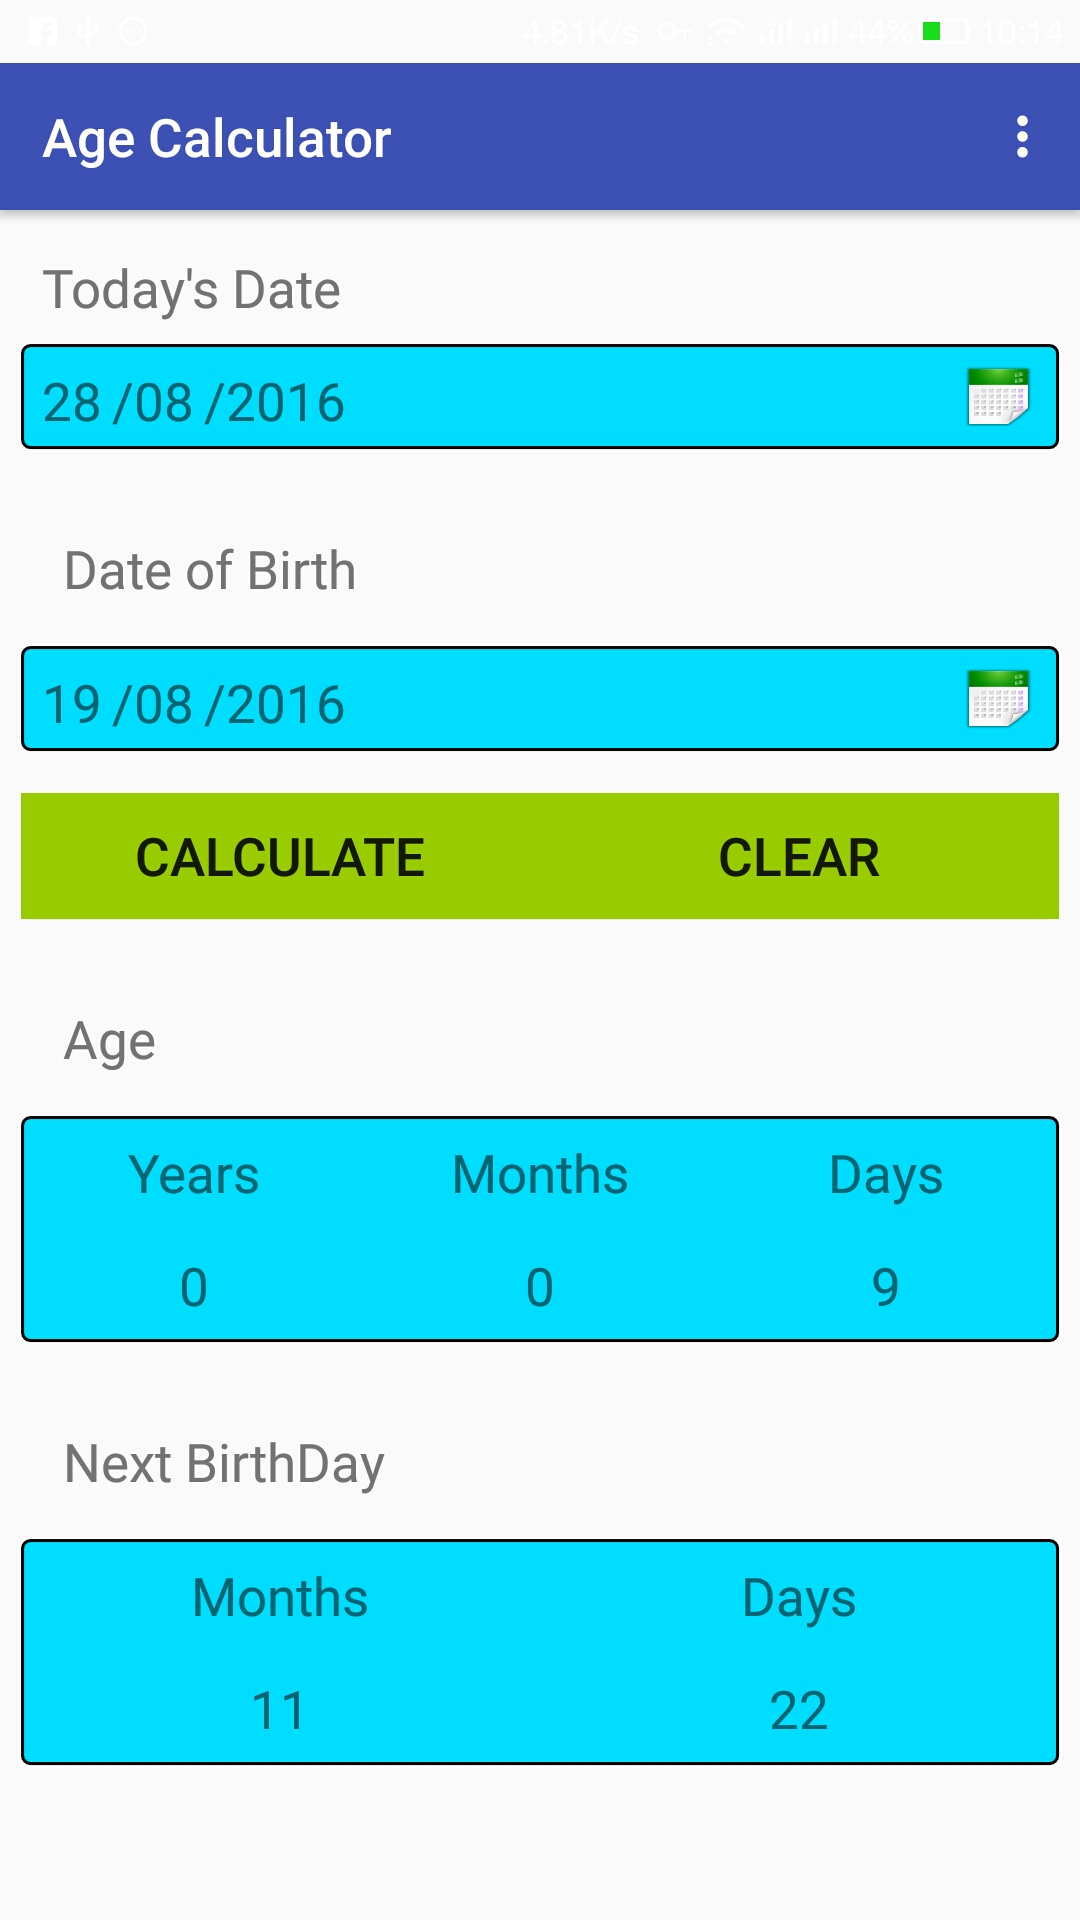 4.81K/s 44% 10:14
Age Calculator
Today's Date
28 /08 /2016
Date of Birth
19 /08 /2016
CALCULATE CLEAR
Age
Years Months Days
0 0 9
Next BirthDay
Months Days
11 22